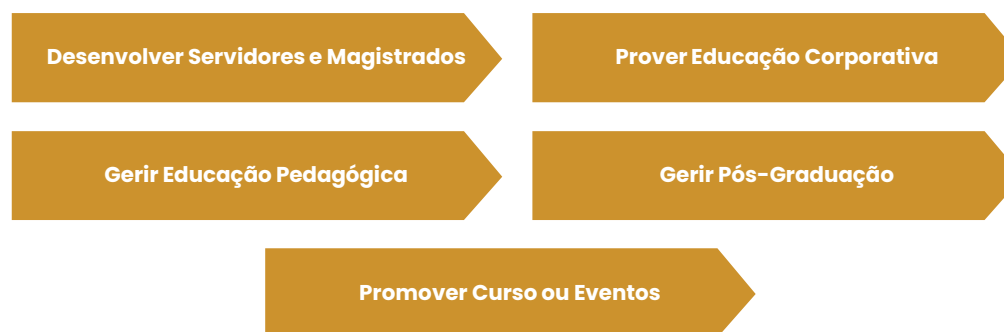 Desenvolver Servidores e Magistrados
Prover Educação Corporativa
Gerir Educação Pedagógica
Gerir Pós-Graduação
Promover Curso ou Eventos